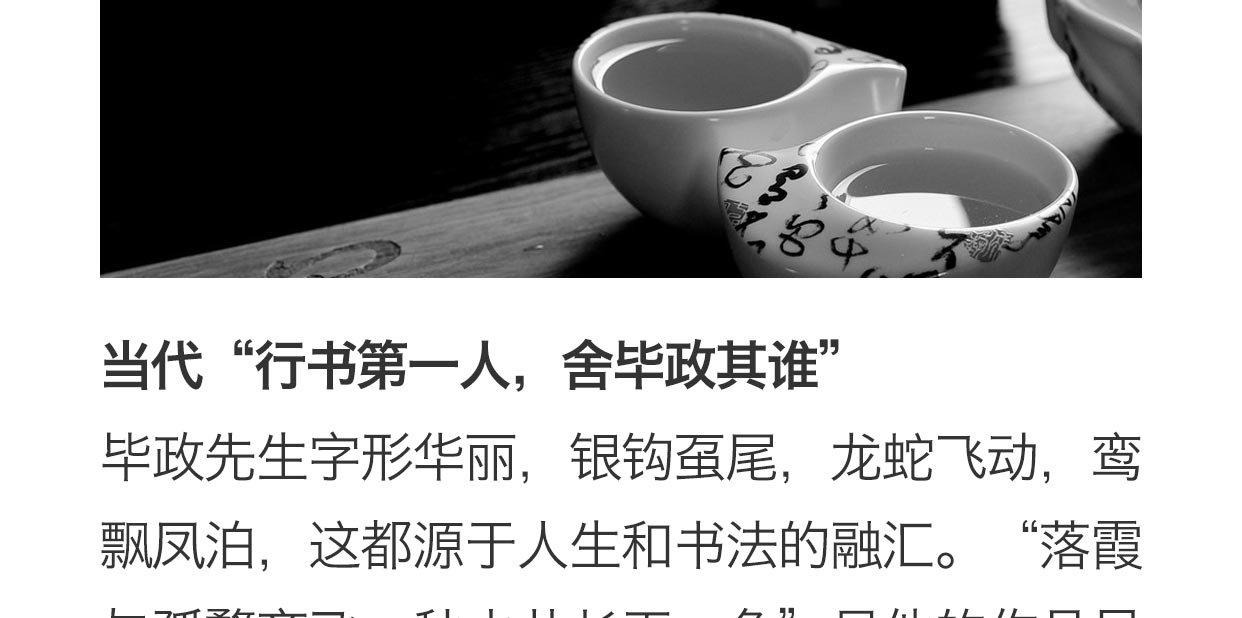 当代“行书第一人，舍毕政其谁”
毕政先生字形华丽，银钩虿尾，龙蛇飞动，鸾
飘凤泊，这都源于人生和书法的融汇。“落霞